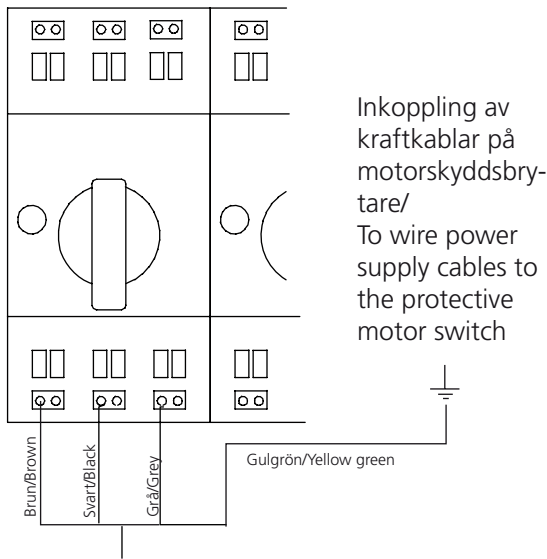 Inkoppling av
kraftkablar på
motorskyddsbry-
tare/
To wire power
supply cables to
the protective
motor switch
Brun/Brown
Svart/Black
Grå/Grey
Gulgrön/Yellow green